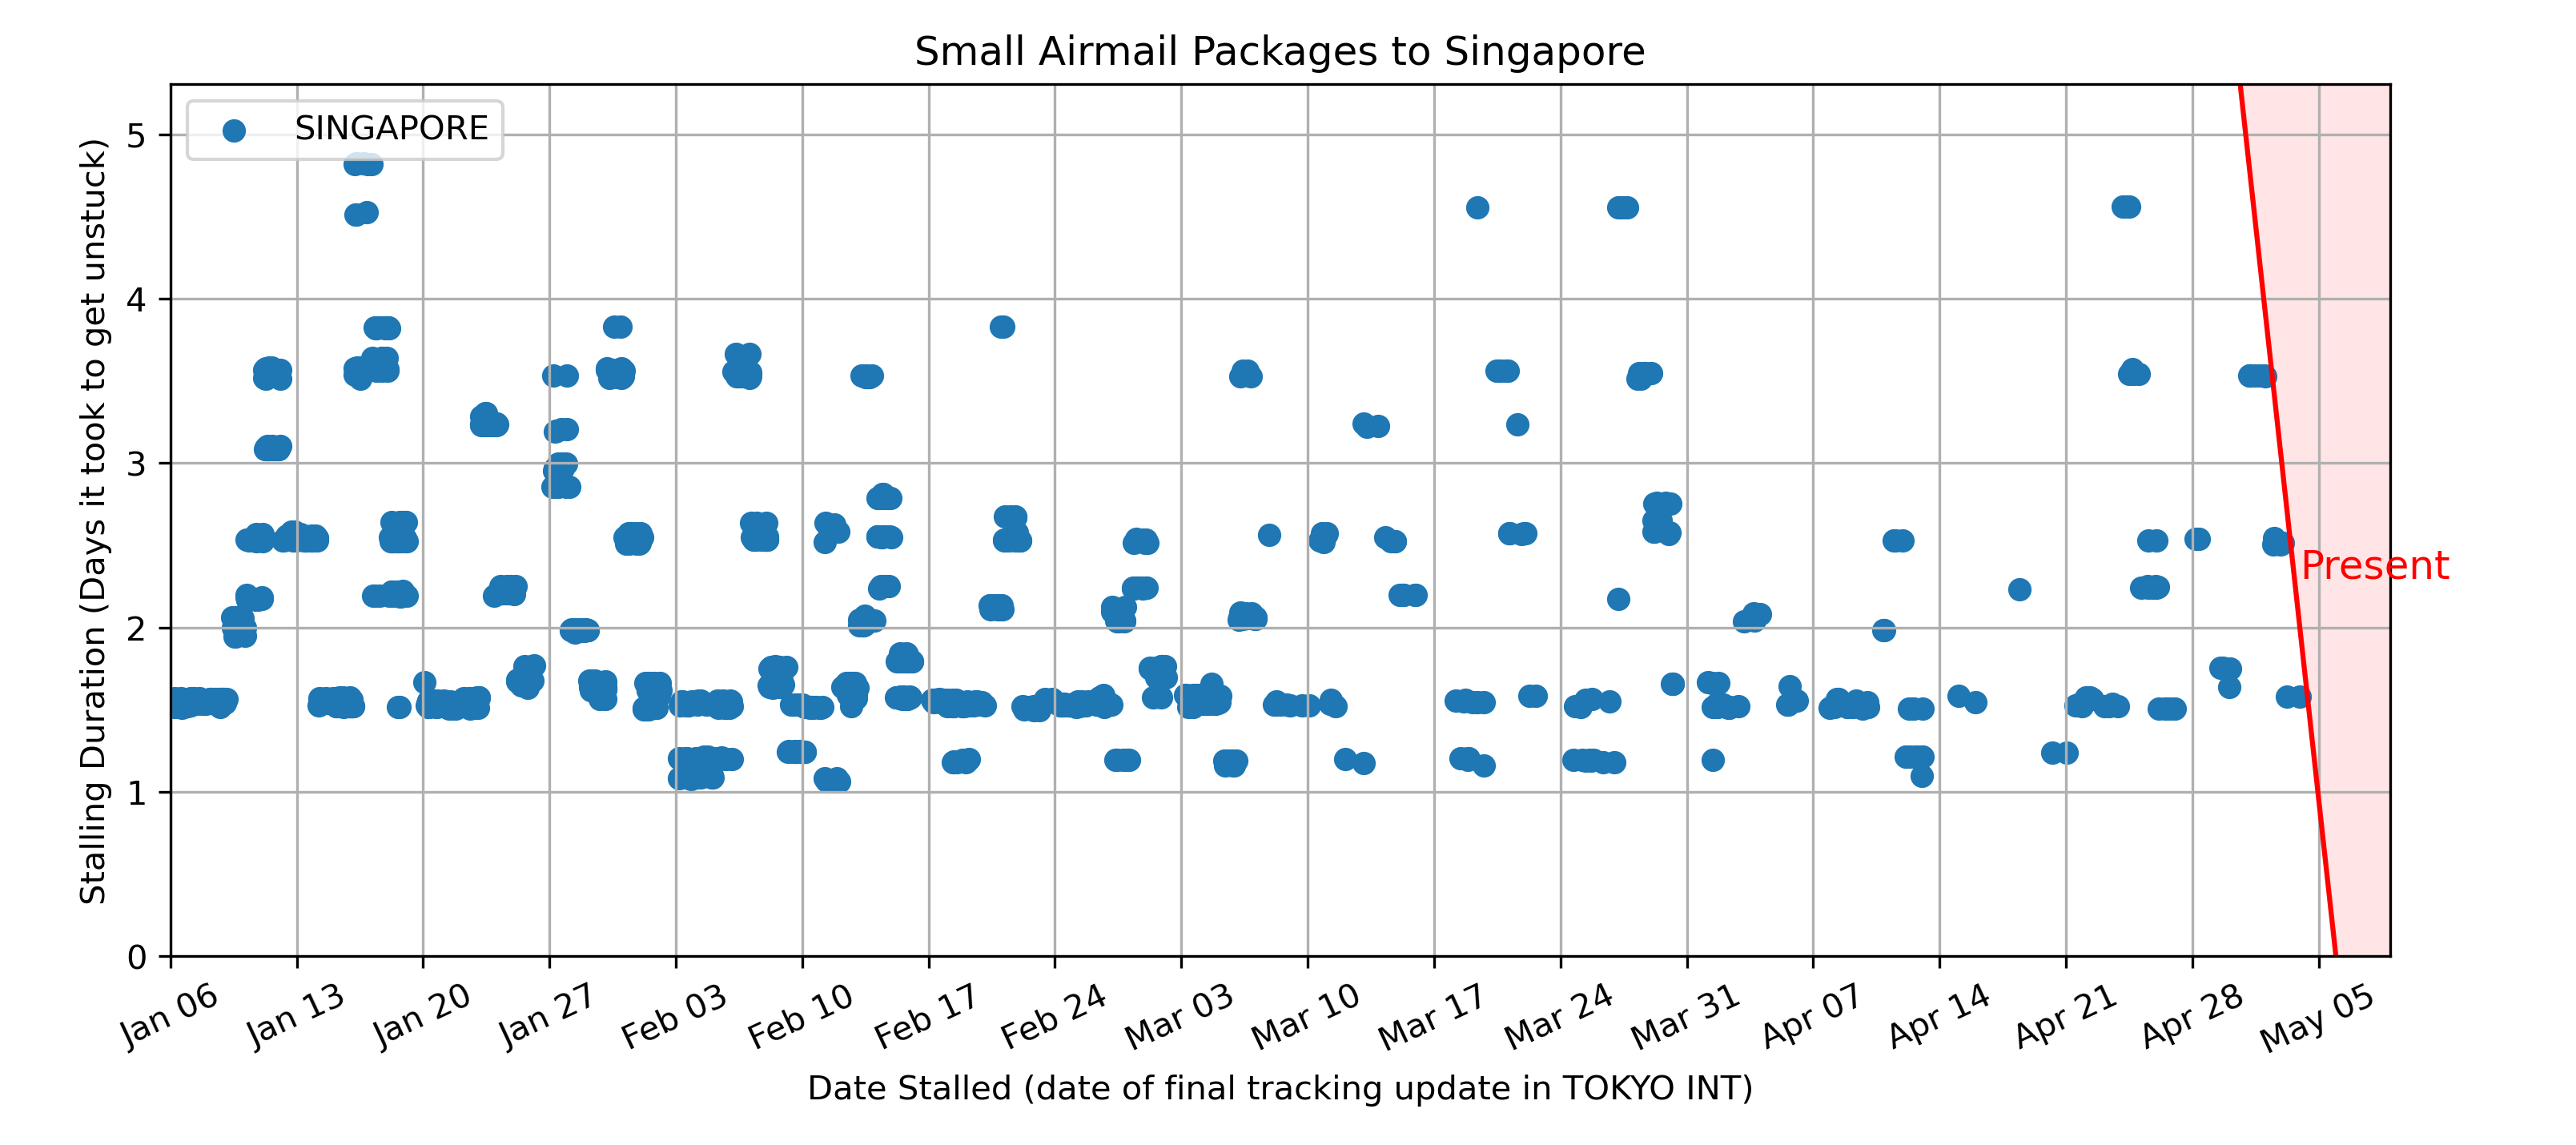 Small Airmail Packages to Singapore
SINGAPORE
Stalling Duration (Days it took to get unstuck)
5
4
3
2
1
0
Present
Jan 06
Jan 13
Jan 20
Jan 27
Feb 03
Feb 10
Feb 17
Feb 24
Mar 03
Mar 10
Mar 17
Mar 24
Mar 31
Apr 07
Apr 14
Apr 21
Apr 28
May 05
Date Stalled (date of final tracking update in TOKYO INT)